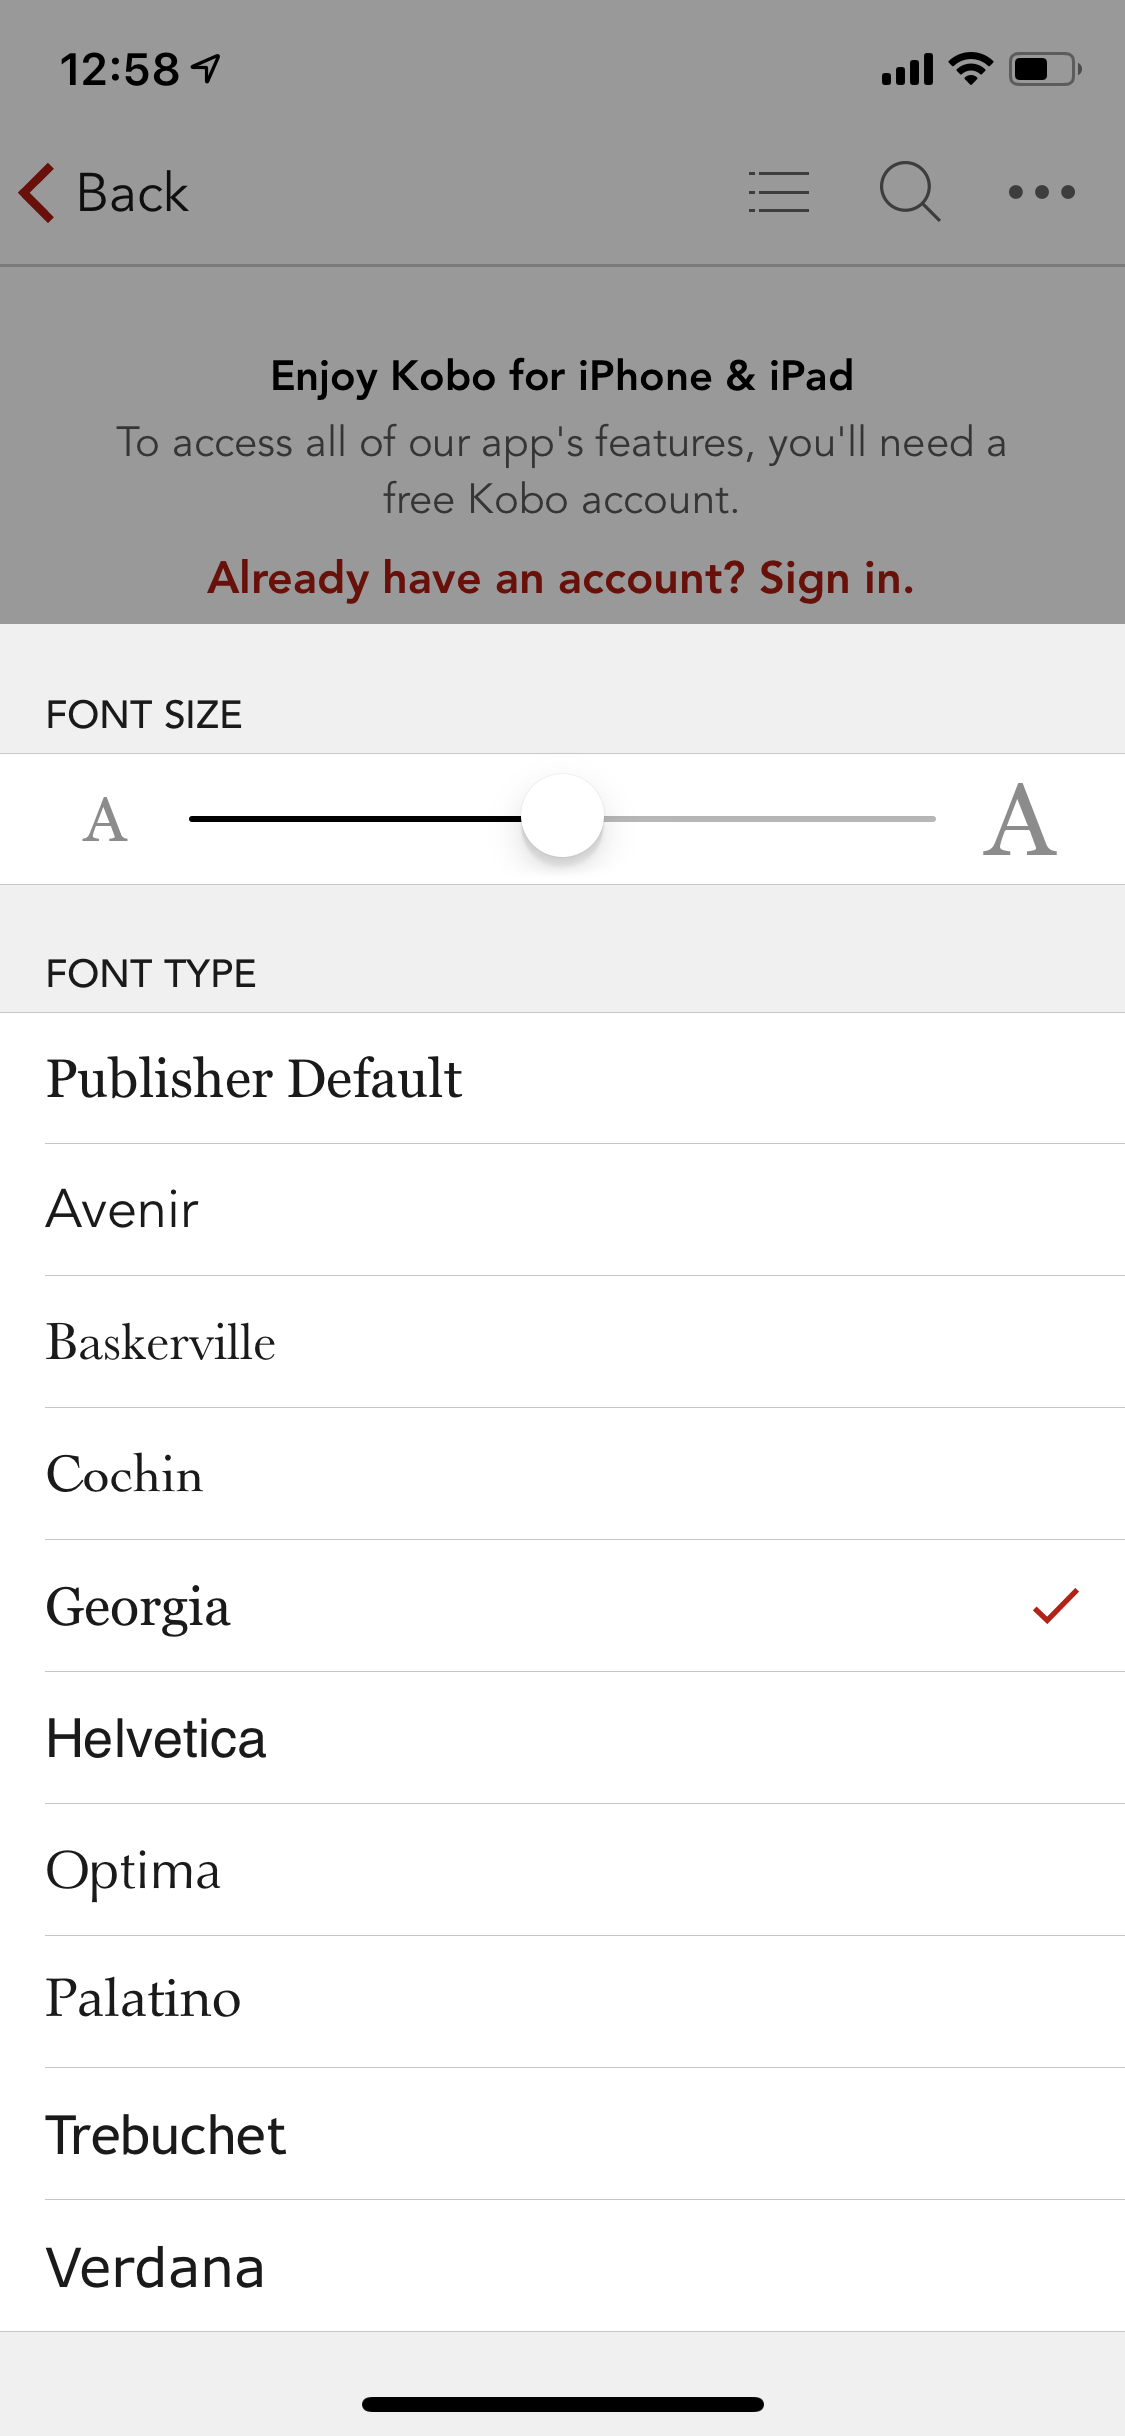 12:58
Back
Enjoy Kobo for iPhone & iPad
To access all of our app's features, you'll need a
free Kobo account.
Already have an account? Sign in.
FONT SIZE
A A
FONT TYPE
Publisher Default
Avenir
Baskerville
Cochin
Georgia
Helvetica
Optima
Palatino
Trebuchet
Verdana